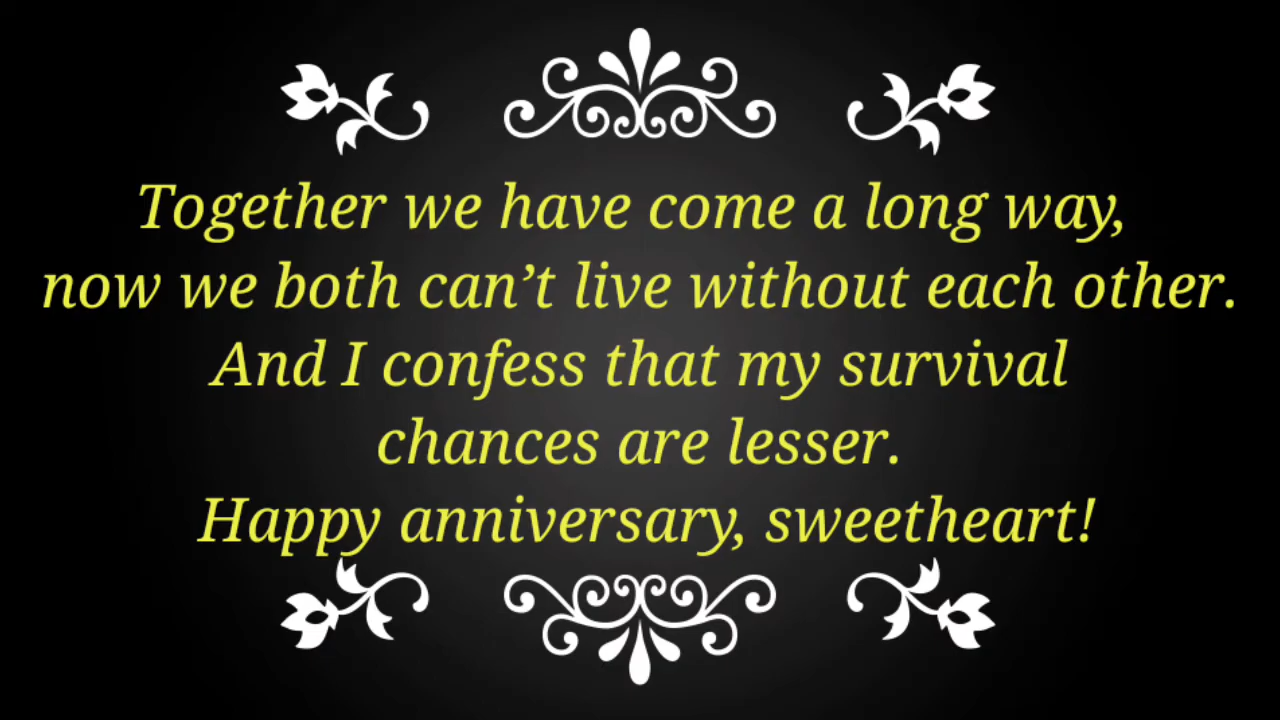 Together we have come a long way,
now we both can’t live without each other.
And I confess that my survival
chances are lesser.
Happy anniversary, sweetheart!